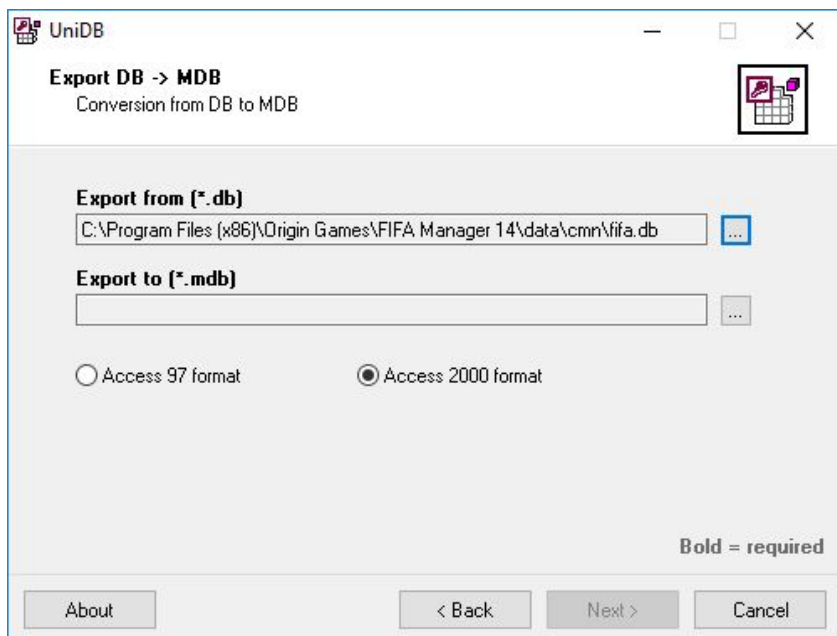 UniDB
Export DB -> MDB
Conversion from DB to MDB
Export from (*.db)
C:\Program Files (x86)\Origin Games\FIFA Manager 14\data\cmn\fifa.db ...
Export to (*.mdb)
...
Access 97 format Access 2000 format
Bold = required
About < Back Next > Cancel